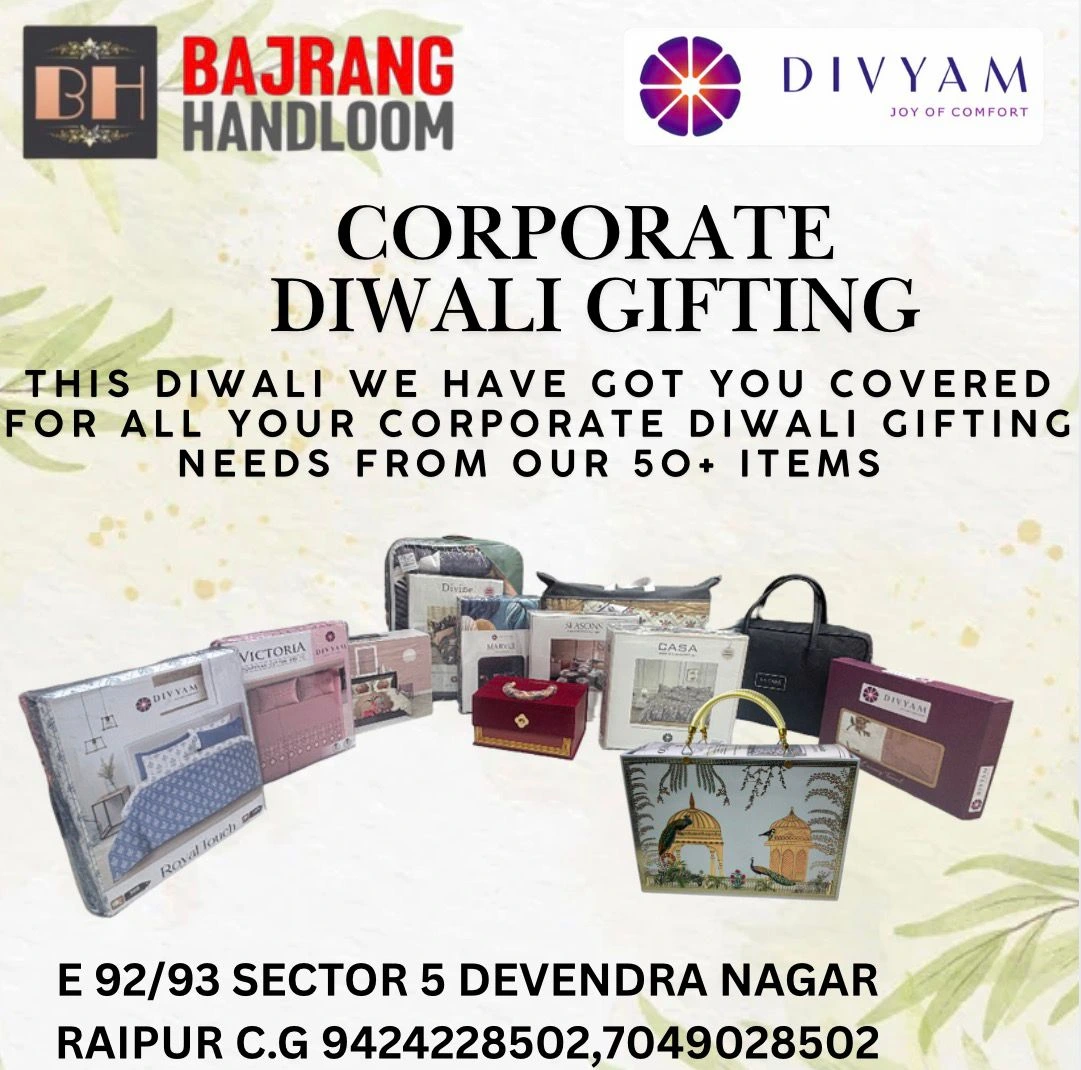 BH
BAJRANG
HANDLOOM
DIVYAM
JOY OF COMFORT
CORPORATE
DIWALI GIFTING
THIS DIWALI WE HAVE GOT YOU COVERED
FOR ALL YOUR CORPORATE DIWALI GIFTING
NEEDS FROM OUR 50+ ITEMS
Divine
SEASONS
CASA
VICTORIA
DIVYAM
DIVYAM
Royal Touch
DIVYAM
DIVYAM
E 92/93 SECTOR 5 DEVENDRA NAGAR
RAIPUR C.G 9424228502,7049028502